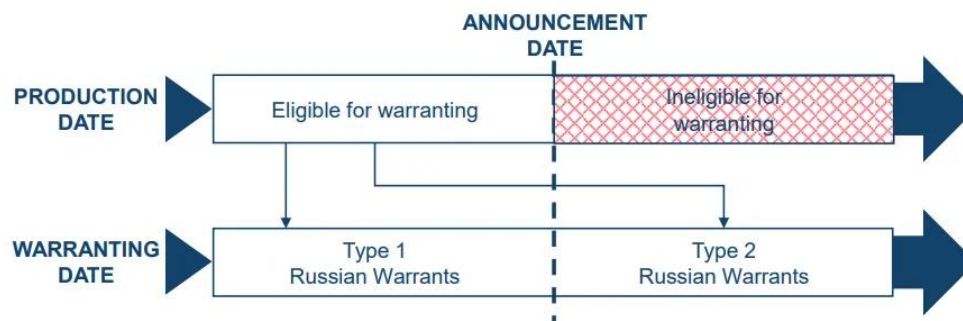 ANNOUNCEMENT
DATE
PRODUCTION
DATE
Eligible for warranting
Ineligible for
warranting
WARRANTING
DATE
Type 1
Russian Warrants
Type 2
Russian Warrants